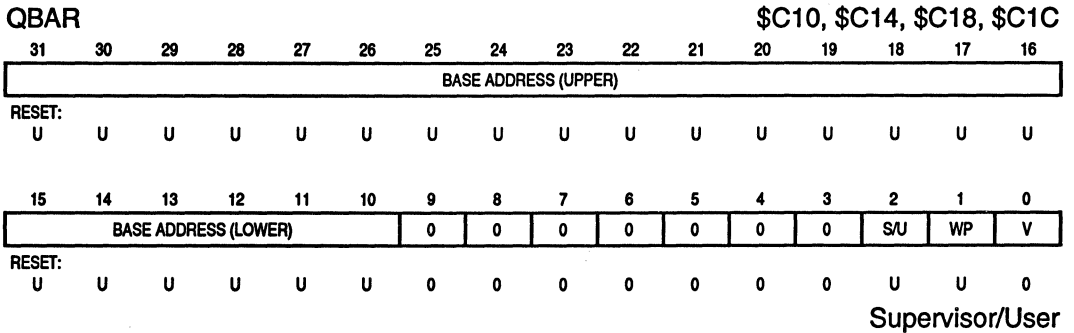 QBAR $C10, $C14, $C18, $C1C
31 30 29 28 27 26 25 24 23 22 21 20 19 18 17 16
BASE ADDRESS (UPPER)
RESET:
U U U U U U U U U U U U U U U U
15 14 13 12 11 10 9 8 7 6 5 4 3 2 1 0
BASE ADDRESS (LOWER) 0 0 0 0 0 0 0 S/U WP V
RESET:
U U U U U U 0 0 0 0 0 0 0 U U 0
Supervisor/User